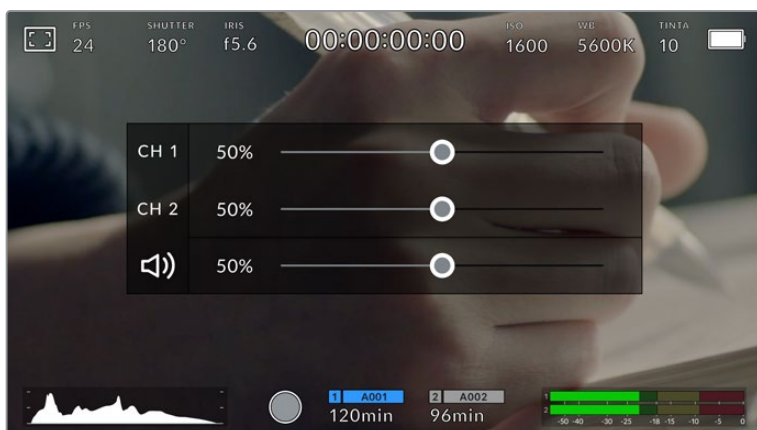 FPS SHUTTER IRIS ISO WB TINTA
24 180° f5.6 00:00:00:00 1600 5600K 10
CH 1 50%
CH 2 50%
50%
1 A001 2 A002
120min 96min
1
2
-50 -40 -30 -25 -18 -15 -10 -5 0